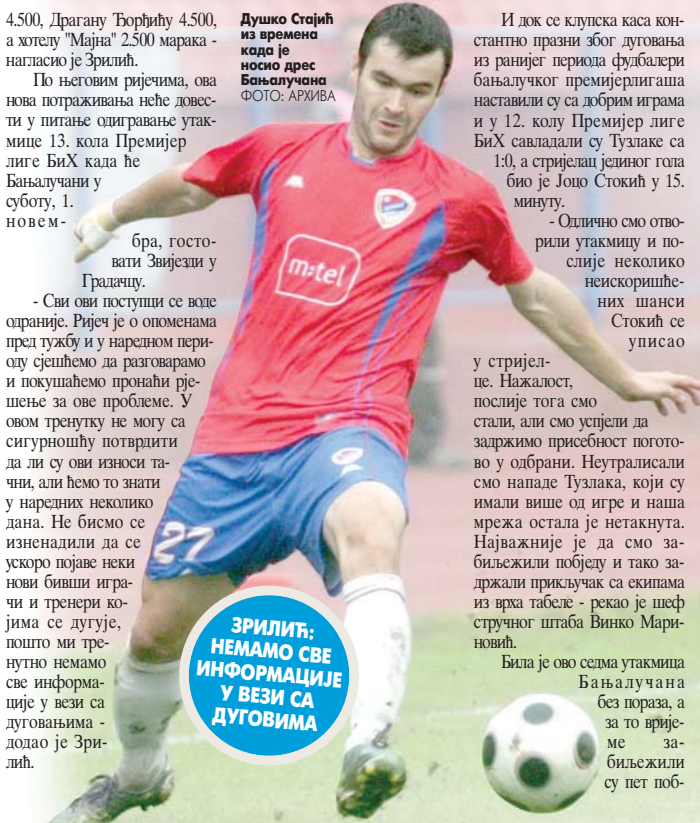 4.500, Драгану Ђорђићу 4.500,
а хотелу "Мајна" 2.500 марака -
нагласио је Зрилић.
По његовим ријечима, ова
нова потраживања неће довес-
ти у питање одигравање утак-
мице 13. кола Премијер
лиге БиХ када ће
Бањалучани у
суботу, 1.
новем-
бра, госто-
вати Звијезди у
Градачцу.
- Сви ови поступци се воде
одраније. Ријеч је о опоменама
пред тужбу и у наредном пери-
оду сјешћемо да разговарамо
и покушаћемо пронаћи рје-
шење за ове проблеме. У
овом тренутку не могу са
сигурношћу потврдити
да ли су ови износи та-
чни, али ћемо то знати
у наредних неколико
дана. Не бисмо се
изненадили да се
ускоро појаве неки
нови бивши игра-
чи и тренери ко-
јима се дугује,
пошто ми тре-
нутно немамо
све информа-
ције у вези са
дуговањима -
додао је Зри-
лић.
Душко Стајић
из времена
када је
носио дрес
Бањалучана
ФОТО: АРХИВА
m:tel
27
ЗРИЛИЋ:
НЕМАМО СВЕ
ИНФОРМАЦИЈЕ
У ВЕЗИ СА
ДУГОВИМА
И док се клупска каса кон-
стантно празни због дуговања
из ранијег периода фудбалери
бањалучког премијерлигаша
наставили су са добрим играма
и у 12. колу Премијер лиге
БиХ савладали су Тузлаке са
1:0, а стријелац јединог гола
био је Јоцо Стокић у 15.
минуту.
- Одлично смо отво-
рили утакмицу и по-
слије неколико
неискоришће-
них шанси
Стокић се
уписао
у стријел-
це. Нажалост,
послије тога смо
стали, али смо успјели да
задржимо присебност погото-
во у одбрани. Неутралисали
смо нападе Тузлака, који су
имали више од игре и наша
мрежа остала је нетакнута.
Најважније је да смо за-
биљежили побједу и тако за-
држали прикључак са екипама
из врха табеле - рекао је шеф
стручног штаба Винко Мари-
новић.
Била је ово седма утакмица
Бањалучана
без пораза, а
за то врије-
ме за-
биљежили
су пет поб-